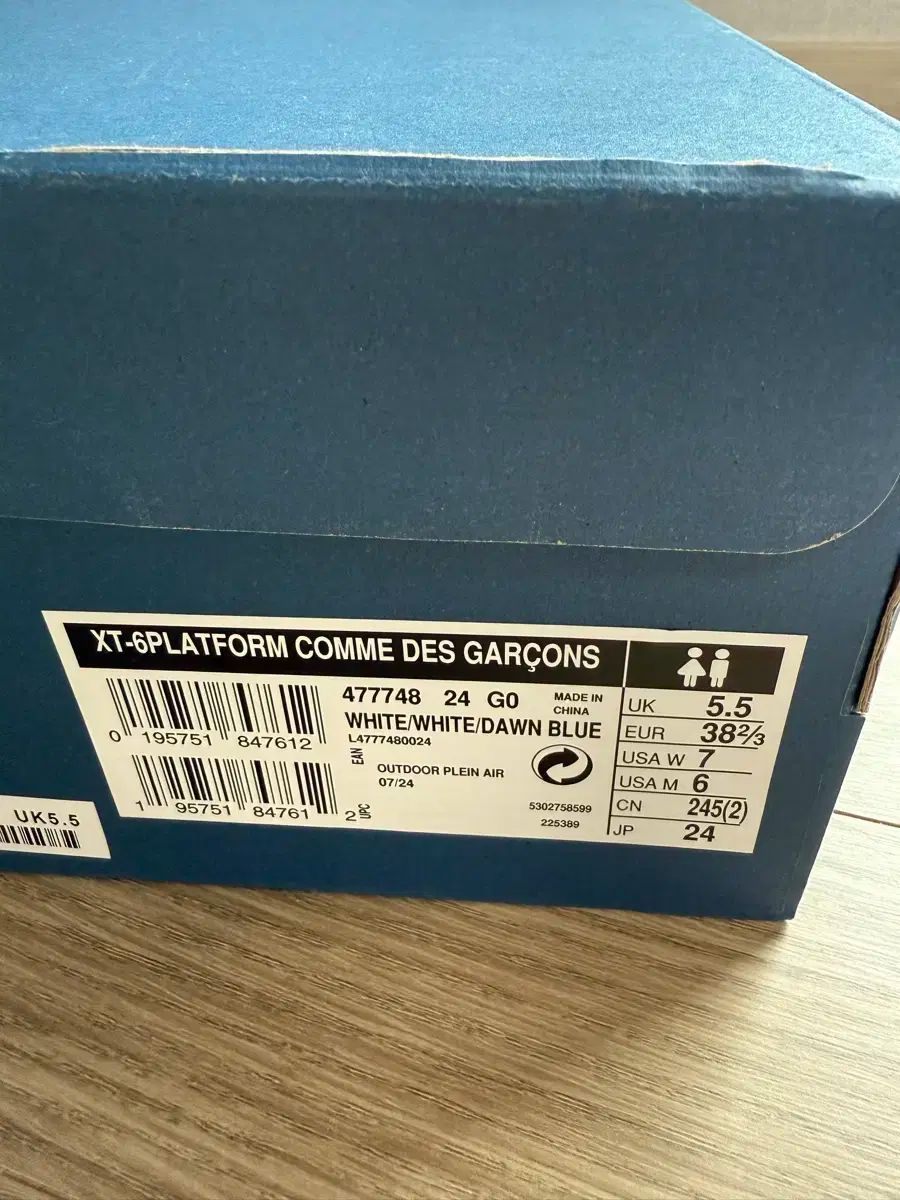 XT-6PLATFORM COMME DES GARÇONS
0 195751 847612
EAN
1 95751 84761 2
UPC
477748 24 G0
MADE IN CHINA
WHITE/WHITE/DAWN BLUE
L4777480024
OUTDOOR PLEIN AIR
07/24
5302758599
225389
UK 5.5
EUR 38⅔
USA W 7
USA M 6
CN 245(2)
JP 24
UK5.5